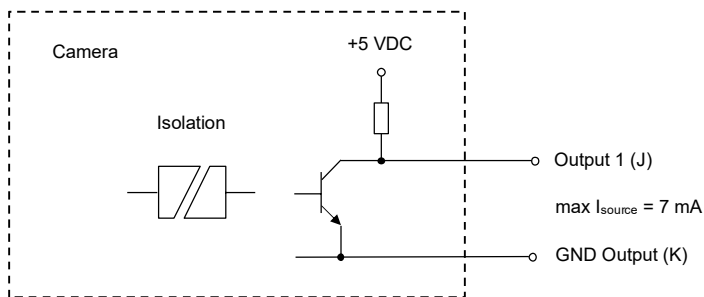 Camera
+5 VDC
Isolation
Output 1 (J)
max Isource = 7 mA
GND Output (K)